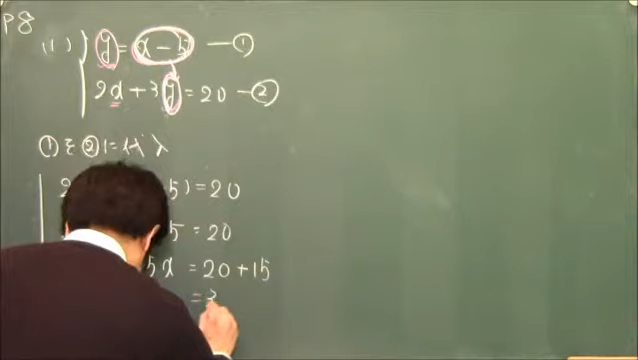 P8
(1) { y = x - 5 — ①
2x + 3y = 20 — ②
①を②に代入
2 5) = 20
5 = 20
5x = 20 + 15
= 3